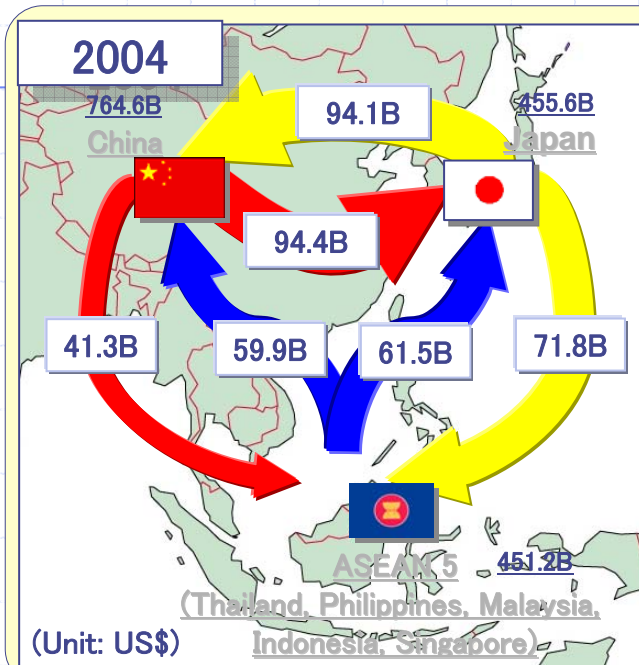 2004
764.6B
China
94.1B
455.6B
Japan
94.4B
41.3B
59.9B
61.5B
71.8B
ASEAN 5
451.2B
(Thailand, Philippines, Malaysia,
Indonesia, Singapore)
(Unit: US$)